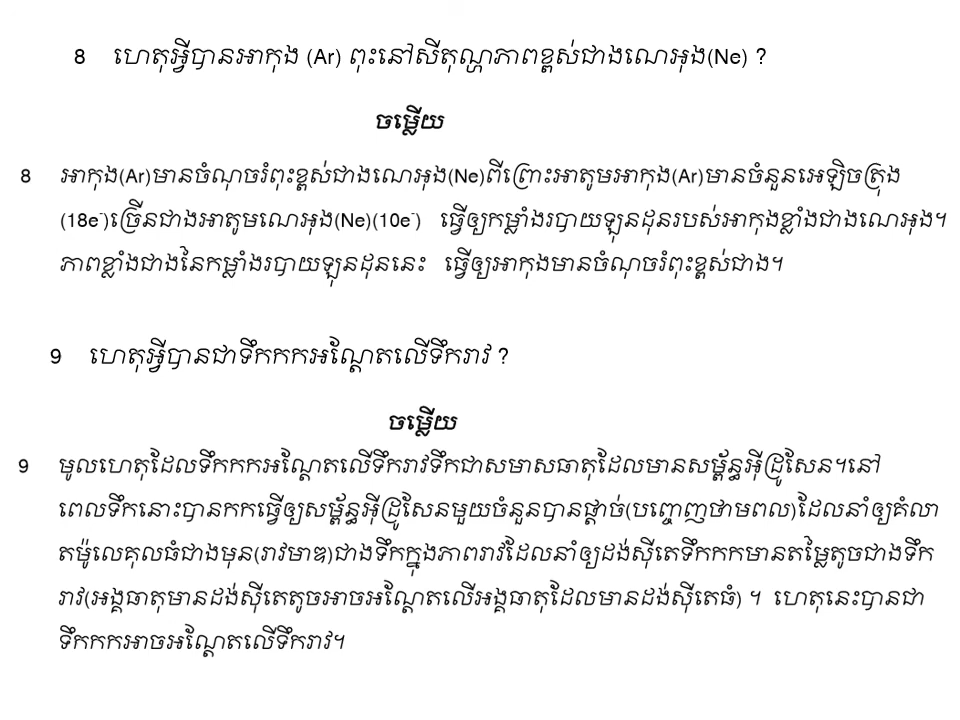 8 ហេតុអ្វីបានអាកុង (Ar) ពុះនៅសីតុណ្ហភាពខ្ពស់ជាងណេអុង(Ne) ?
ចម្លើយ
8 អាកុង(Ar)មានចំណុចរំពុះខ្ពស់ជាងណេអុង(Ne)ពីព្រោះអាតូមអាកុង(Ar)មានចំនួនអេឡិចត្រុង
(18e⁻)ច្រើនជាងអាតូមណេអុង(Ne)(10e⁻) ធ្វើឲ្យកម្លាំងរបាយឡុនដុនរបស់អាកុងខ្លាំងជាងណេអុង។
ភាពខ្លាំងជាងនៃកម្លាំងរបាយឡុនដុននេះ ធ្វើឲ្យអាកុងមានចំណុចរំពុះខ្ពស់ជាង។
9 ហេតុអ្វីបានជាទឹកកកអណ្តែតលើទឹករាវ ?
ចម្លើយ
9 មូលហេតុដែលទឹកកកអណ្តែតលើទឹករាវទឹកជាសមាសធាតុដែលមានសម្ព័ន្ធអ៊ីដ្រូសែន។នៅ
ពេលទឹកនោះបានកកធ្វើឲ្យសម្ព័ន្ធអ៊ីដ្រូសែនមួយចំនួនបានផ្តាច់(បញ្ចេញថាមពល)ដែលនាំឲ្យគំលា
តម៉ូលេគុលធំជាងមុន(រាវមាឌ)ជាងទឹកក្នុងភាពរាវដែលនាំឲ្យដង់ស៊ីតេទឹកកកមានតម្លៃតូចជាងទឹក
រាវ(អង្គធាតុមានដង់ស៊ីតេតូចអាចអណ្តែតលើអង្គធាតុដែលមានដង់ស៊ីតេធំ) ។ ហេតុនេះបានជា
ទឹកកកអាចអណ្តែតលើទឹករាវ។